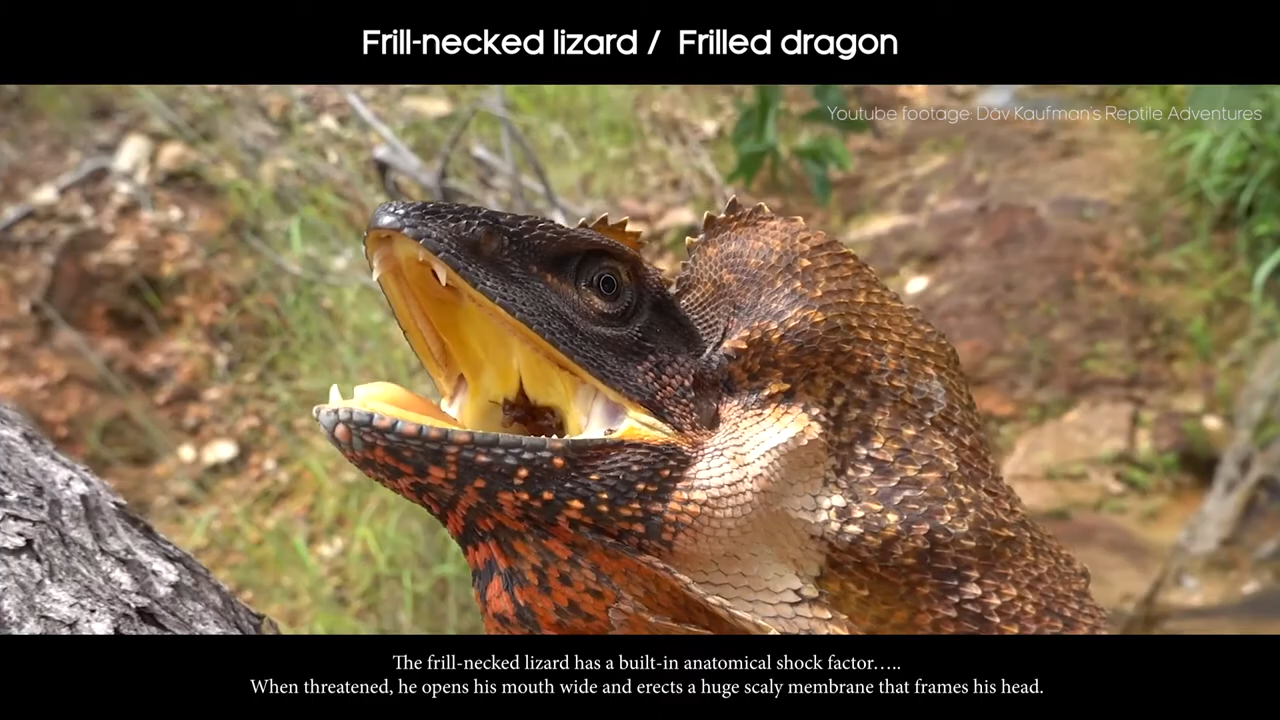 Frill-necked lizard / Frilled dragon
Youtube footage: Dāv Kaufman's Reptile Adventures
The frill-necked lizard has a built-in anatomical shock factor.....
When threatened, he opens his mouth wide and erects a huge scaly membrane that frames his head.